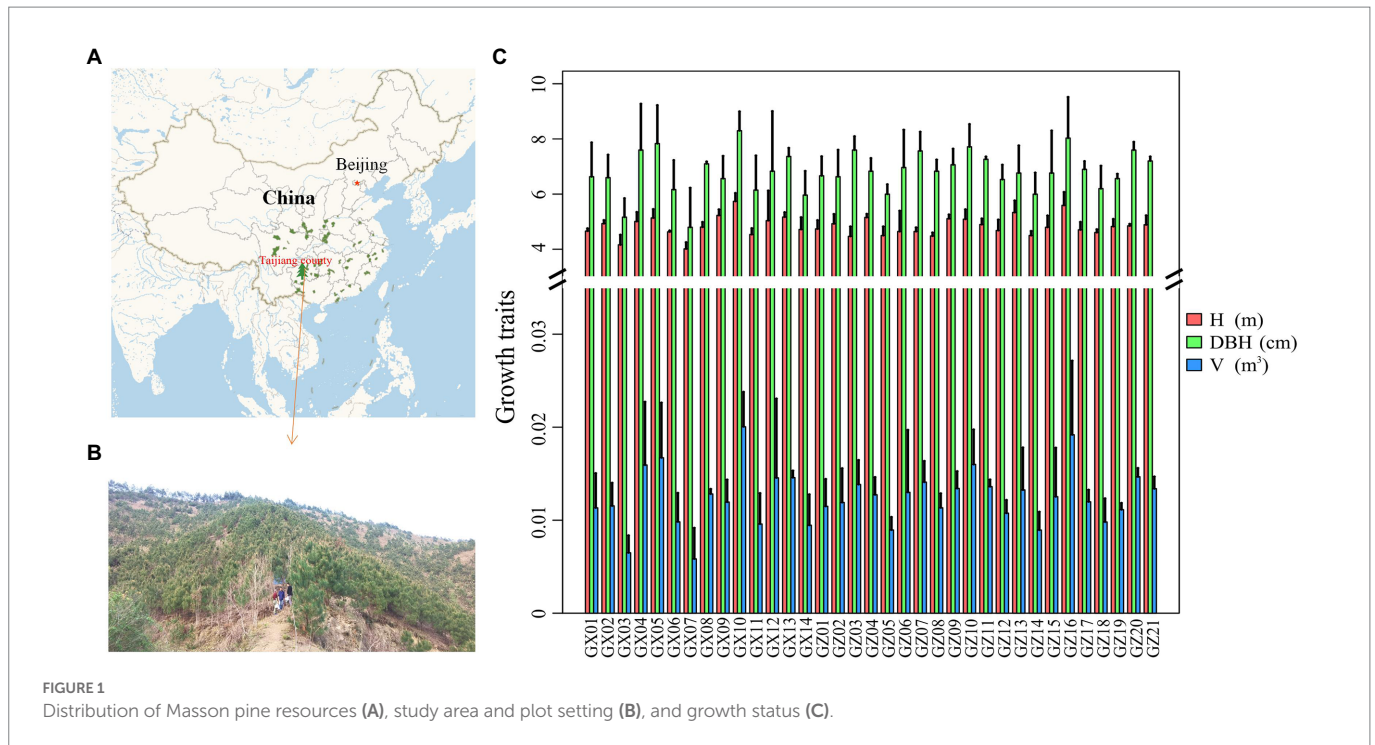 A
Beijing
China
Taijiang county
B
C
Growth traits
10
8
6
4
0.03
0.02
0.01
0
H (m)
DBH (cm)
V (m³)
GX01 GX02 GX03 GX04 GX05 GX06 GX07 GX08 GX09 GX10 GX11 GX12 GX13 GX14 GZ01 GZ02 GZ03 GZ04 GZ05 GZ06 GZ07 GZ08 GZ09 GZ10 GZ11 GZ12 GZ13 GZ14 GZ15 GZ16 GZ17 GZ18 GZ19 GZ20 GZ21
FIGURE 1
Distribution of Masson pine resources (A), study area and plot setting (B), and growth status (C).